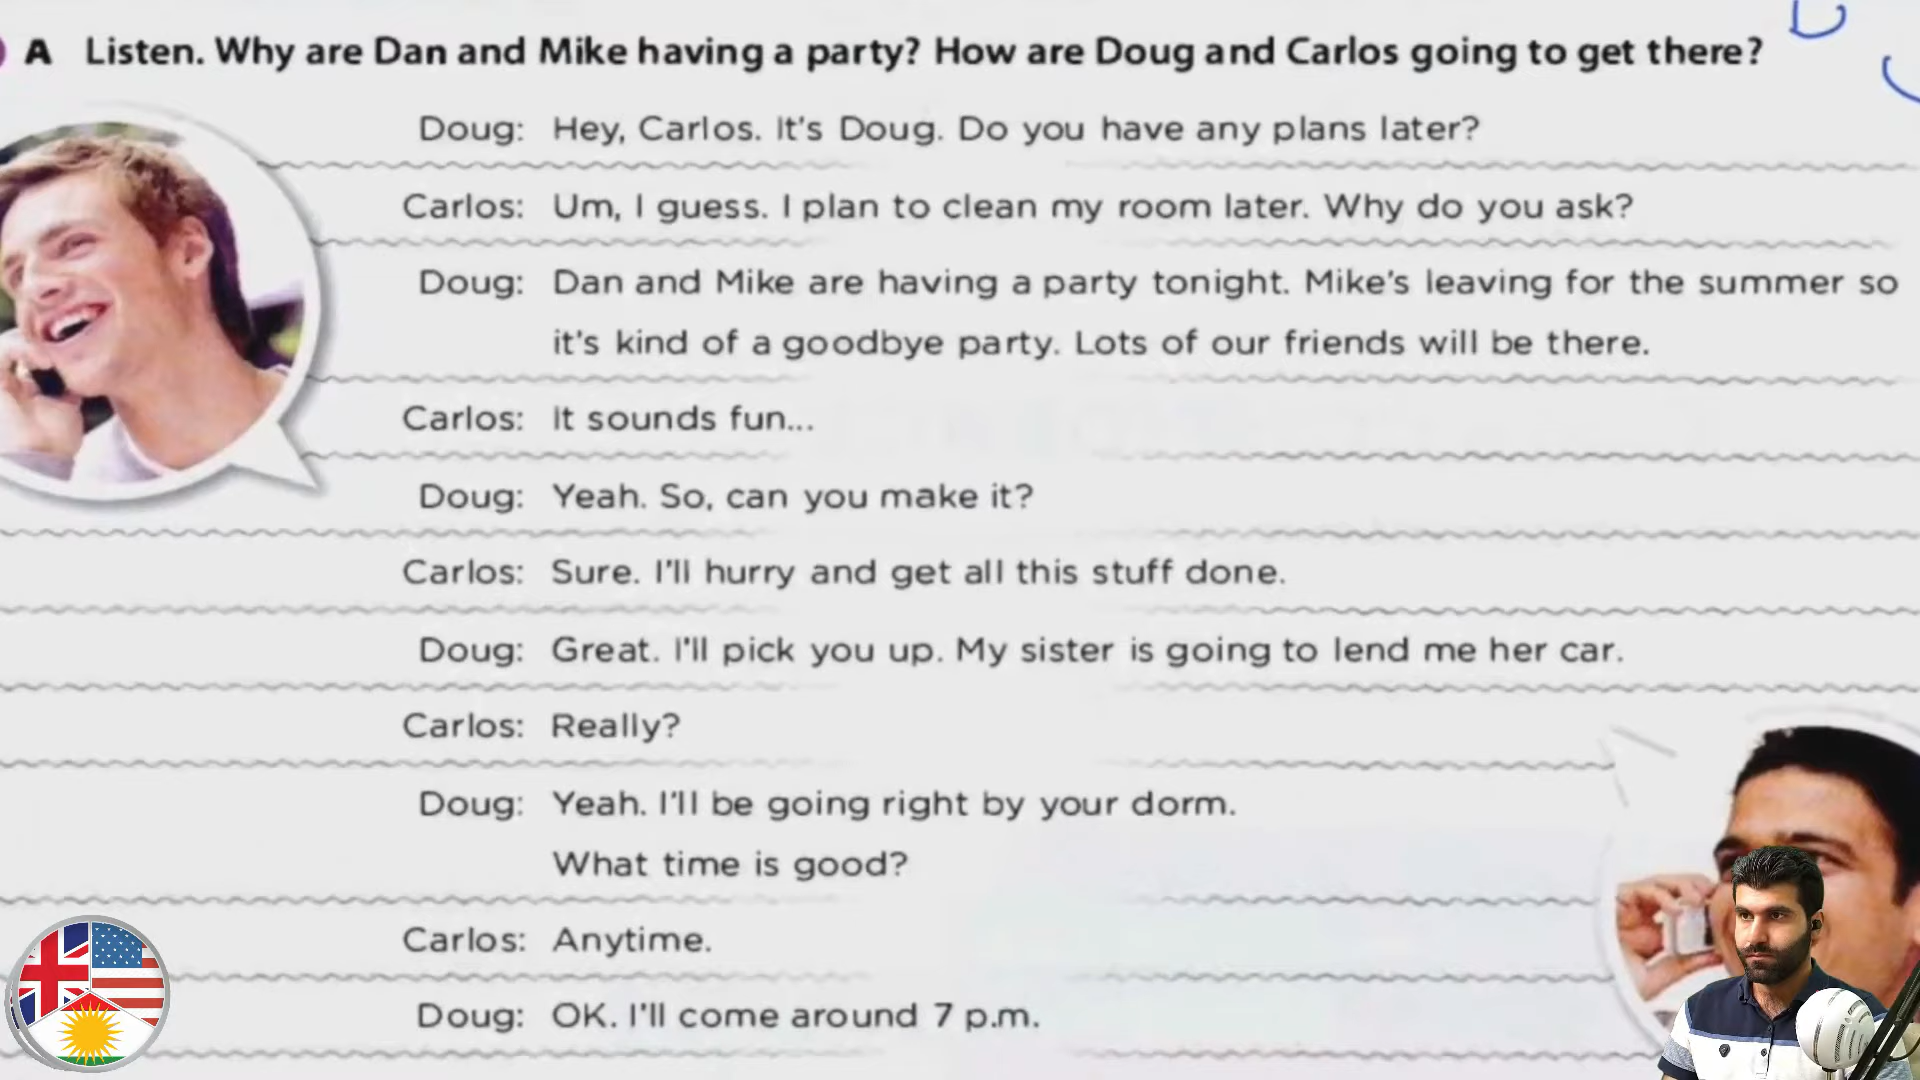 A Listen. Why are Dan and Mike having a party? How are Doug and Carlos going to get there?
Doug: Hey, Carlos. It's Doug. Do you have any plans later?
Carlos: Um, I guess. I plan to clean my room later. Why do you ask?
Doug: Dan and Mike are having a party tonight. Mike's leaving for the summer so
it's kind of a goodbye party. Lots of our friends will be there.
Carlos: It sounds fun...
Doug: Yeah. So, can you make it?
Carlos: Sure. I'll hurry and get all this stuff done.
Doug: Great. I'll pick you up. My sister is going to lend me her car.
Carlos: Really?
Doug: Yeah. I'll be going right by your dorm.
What time is good?
Carlos: Anytime.
Doug: OK. I'll come around 7 p.m.